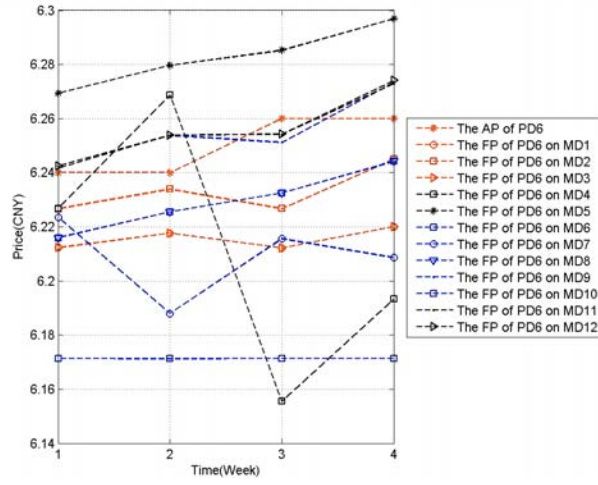 6.3
6.28
6.26
6.24
6.22
6.2
6.18
6.16
6.14
Price(CNY)
1
2
3
4
Time(Week)
The AP of PD6
The FP of PD6 on MD1
The FP of PD6 on MD2
The FP of PD6 on MD3
The FP of PD6 on MD4
The FP of PD6 on MD5
The FP of PD6 on MD6
The FP of PD6 on MD7
The FP of PD6 on MD8
The FP of PD6 on MD9
The FP of PD6 on MD10
The FP of PD6 on MD11
The FP of PD6 on MD12